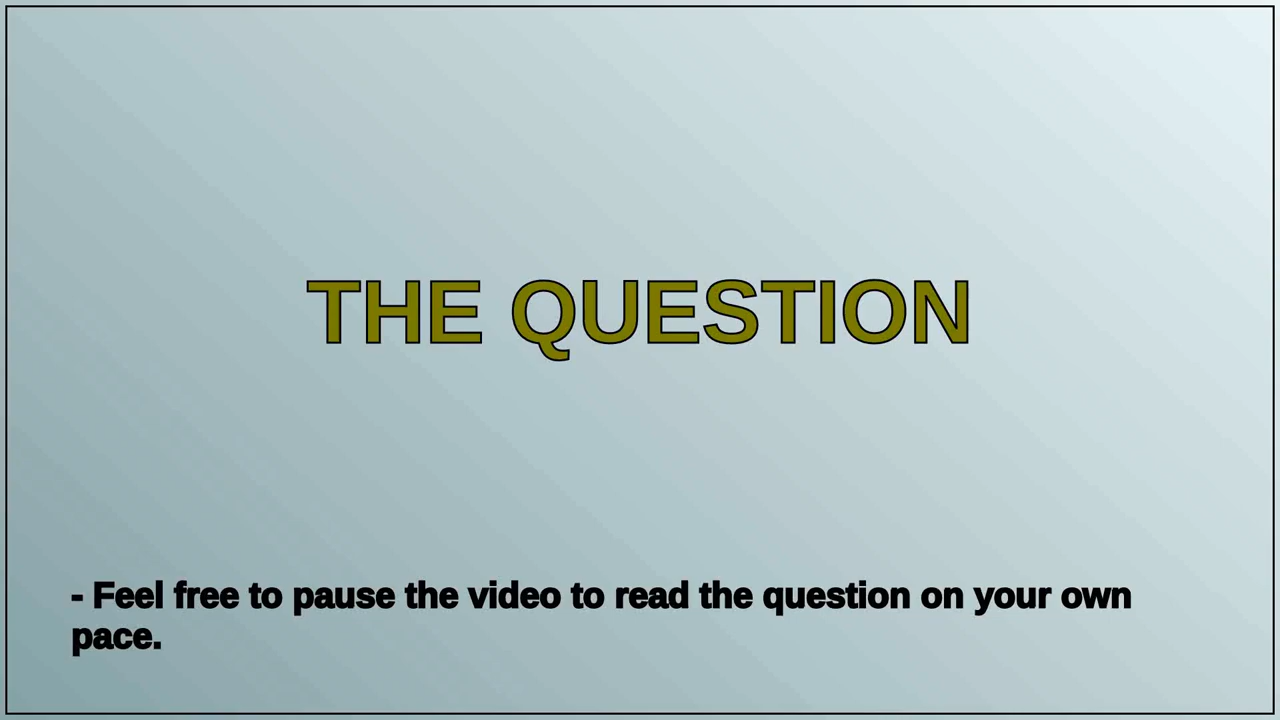 THE QUESTION
- Feel free to pause the video to read the question on your own
pace.